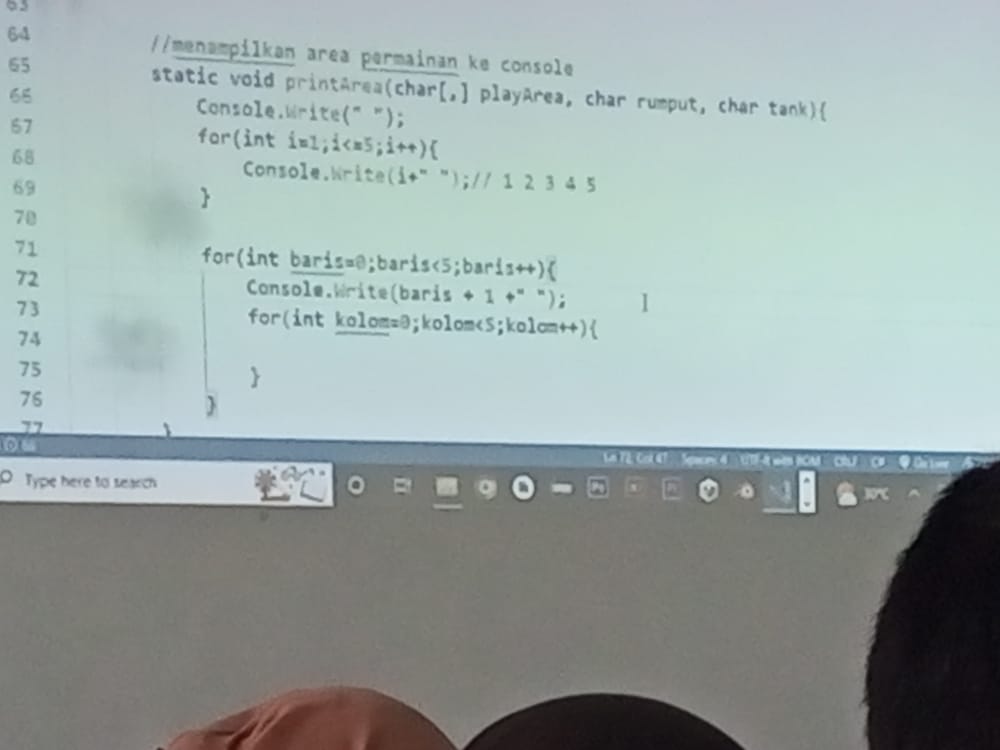 63
64
65 //menampilkan area permainan ke console
66 static void printArea(char[,] playArea, char rumput, char tank){
67 Console.Write(" ");
68 for(int i=1;i<=5;i++){
69 Console.Write(i+" ");// 1 2 3 4 5
70 }
71
72 for(int baris=0;baris<5;baris++){
73 Console.Write(baris + 1 +" ");
74 for(int kolom=0;kolom<5;kolom++){
75
76 }
77 }
}
Ln 72, Col 47 Spaces: 4 UTF-8 with BOM CRLF C# Go Live
Type here to search
30°C